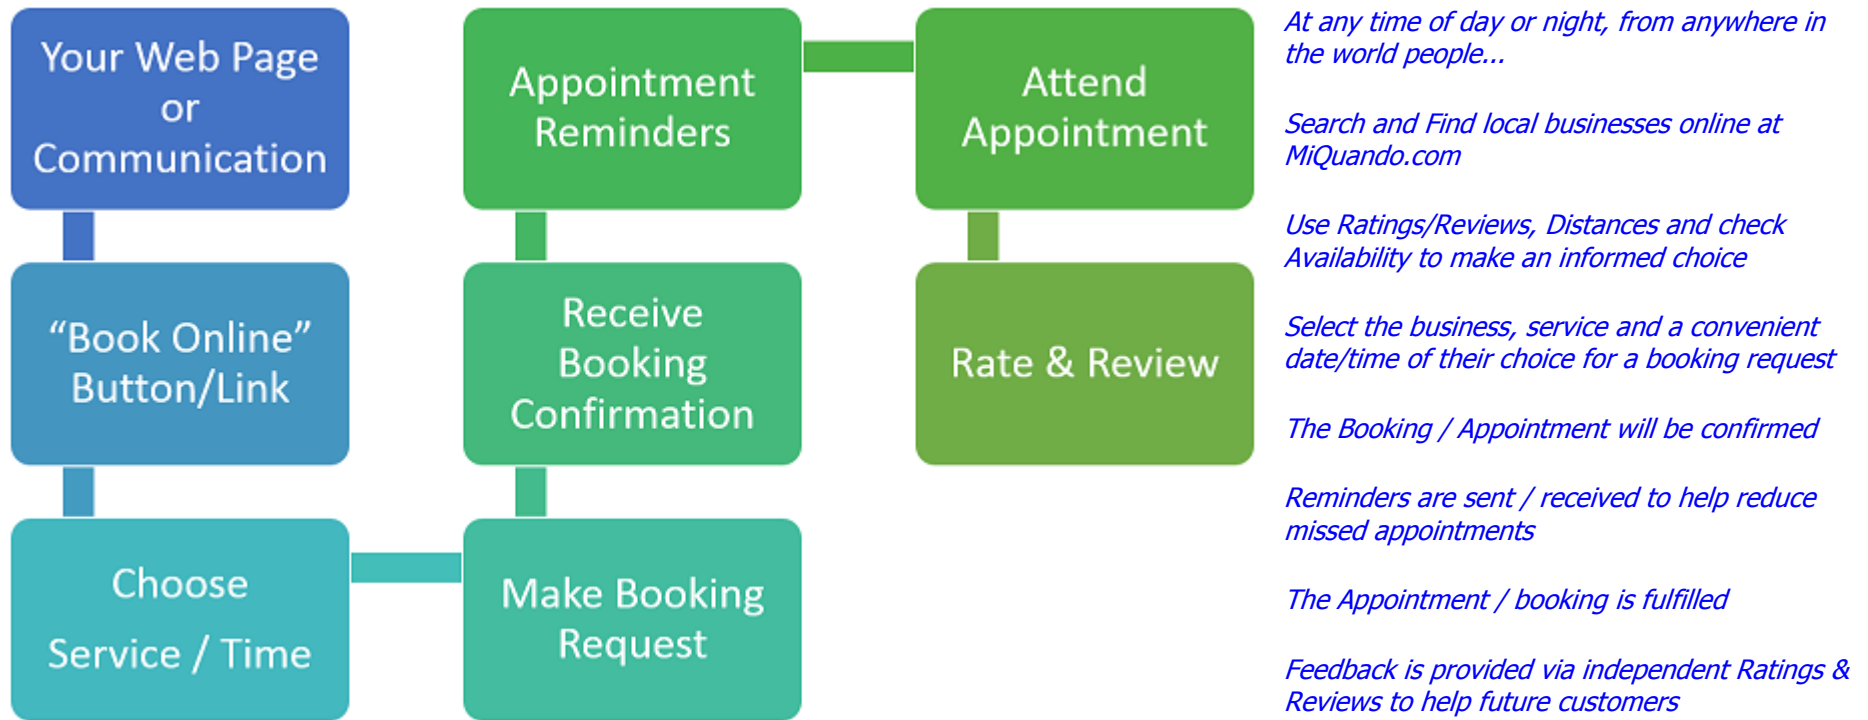 Your Web Page
or
Communication
“Book Online”
Button/Link
Choose
Service / Time
Make Booking
Request
Receive
Booking
Confirmation
Appointment
Reminders
Attend
Appointment
Rate & Review
At any time of day or night, from anywhere in
the world people...
Search and Find local businesses online at
MiQuando.com
Use Ratings/Reviews, Distances and check
Availability to make an informed choice
Select the business, service and a convenient
date/time of their choice for a booking request
The Booking / Appointment will be confirmed
Reminders are sent / received to help reduce
missed appointments
The Appointment / booking is fulfilled
Feedback is provided via independent Ratings &
Reviews to help future customers